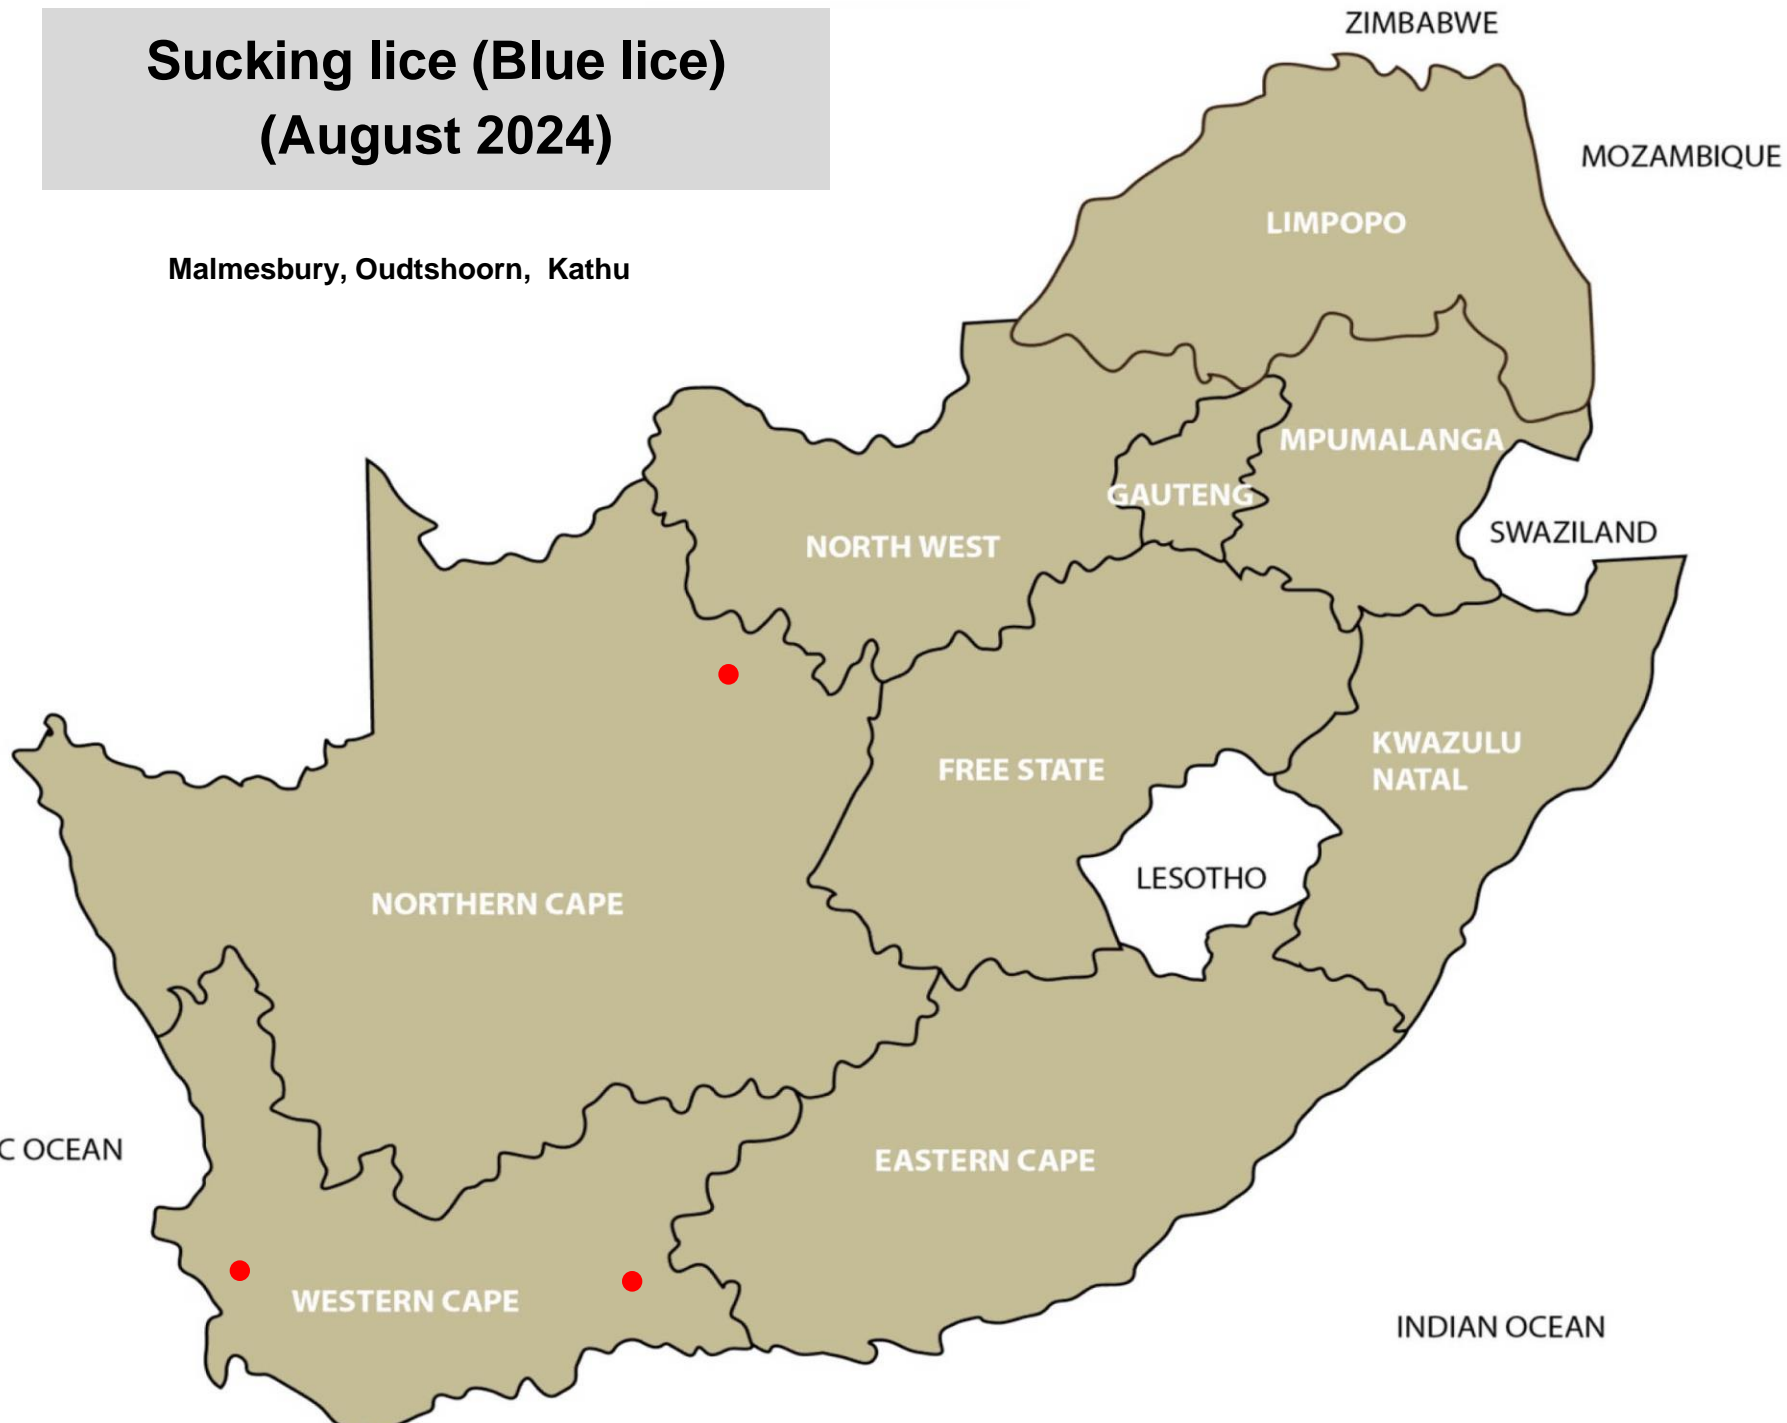 Sucking lice (Blue lice)
(August 2024)
Malmesbury, Oudtshoorn, Kathu
ZIMBABWE
MOZAMBIQUE
LIMPOPO
MPUMALANGA
GAUTENG
SWAZILAND
NORTH WEST
KWAZULU
NATAL
FREE STATE
LESOTHO
NORTHERN CAPE
C OCEAN
EASTERN CAPE
WESTERN CAPE
INDIAN OCEAN